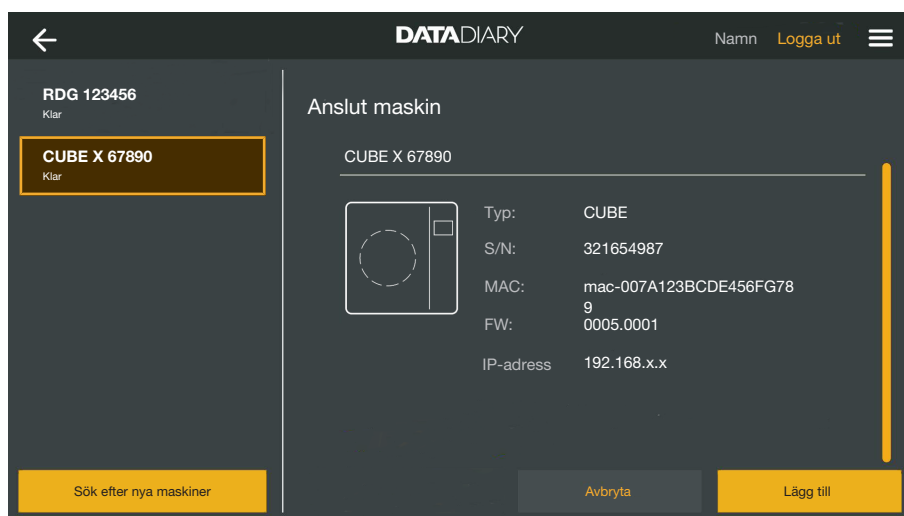 DATADIARY
Namn Logga ut
RDG 123456
Klar
CUBE X 67890
Klar
Sök efter nya maskiner
Anslut maskin
CUBE X 67890
Typ: CUBE
S/N: 321654987
MAC: mac-007A123BCDE456FG78
9
FW: 0005.0001
IP-adress 192.168.x.x
Avbryta
Lägg till